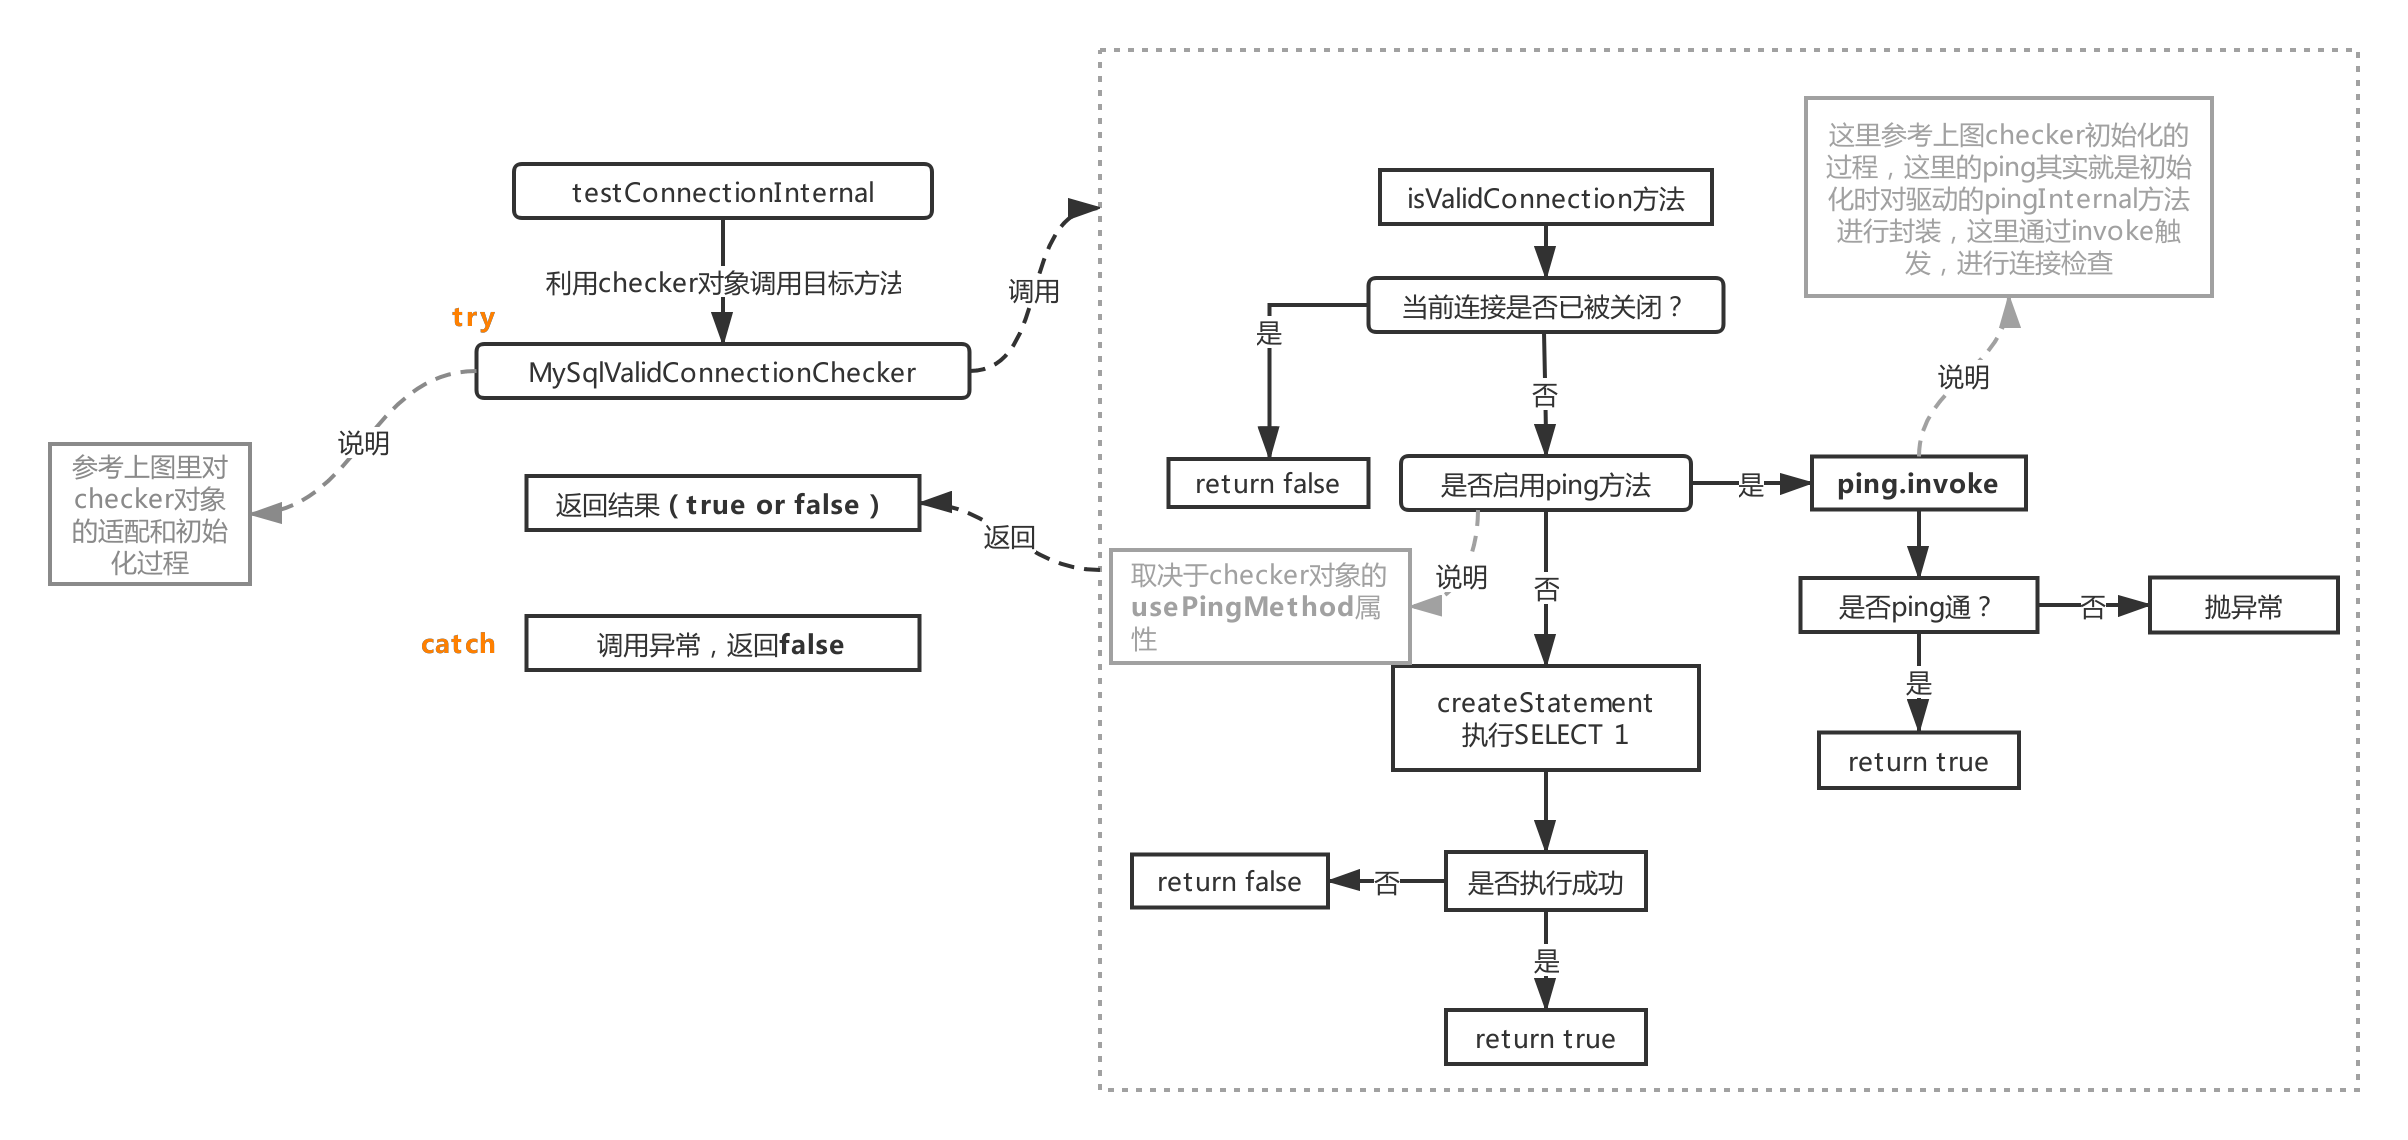 testConnectionInternal
利用checker对象调用目标方法
try
MySqlValidConnectionChecker
说明
参考上图里对
checker对象
的适配和初始
化过程
调用
返回结果（true or false）
返回
catch
调用异常，返回false
isValidConnection方法
当前连接是否已被关闭？
是
return false
否
是否启用ping方法
说明
取决于checker对象的
usePingMethod属
性
是
ping.invoke
说明
这里参考上图checker初始化的
过程，这里的ping其实就是初始
化时对驱动的pingInternal方法
进行封装，这里通过invoke触
发，进行连接检查
是否ping通？
否
抛异常
是
return true
否
createStatement
执行SELECT 1
是否执行成功
否
return false
是
return true